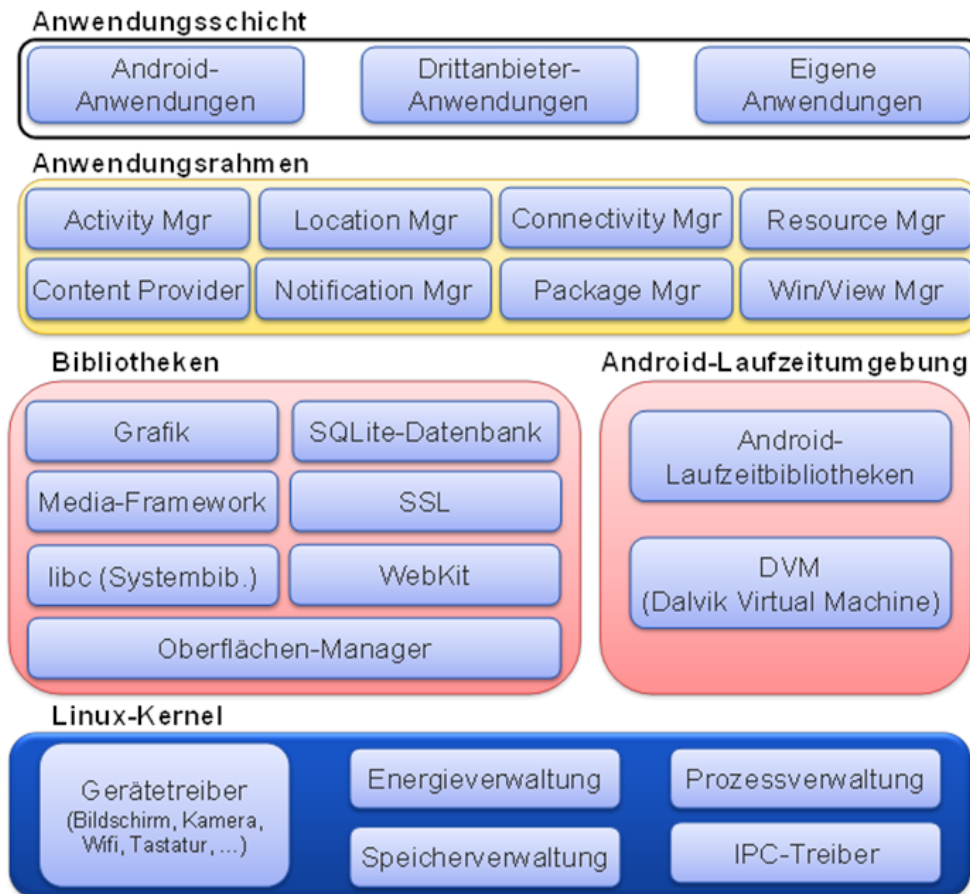 Anwendungsschicht
Android-
Anwendungen
Drittanbieter-
Anwendungen
Eigene
Anwendungen
Anwendungsrahmen
Activity Mgr
Location Mgr
Connectivity Mgr
Resource Mgr
Content Provider
Notification Mgr
Package Mgr
Win/View Mgr
Bibliotheken
Grafik
SQLite-Datenbank
Media-Framework
SSL
libc (Systembib.)
WebKit
Oberflächen-Manager
Android-Laufzeitumgebung
Android-
Laufzeitbibliotheken
DVM
(Dalvik Virtual Machine)
Linux-Kernel
Gerätetreiber
(Bildschirm, Kamera,
Wifi, Tastatur, ...)
Energieverwaltung
Prozessverwaltung
Speicherverwaltung
IPC-Treiber